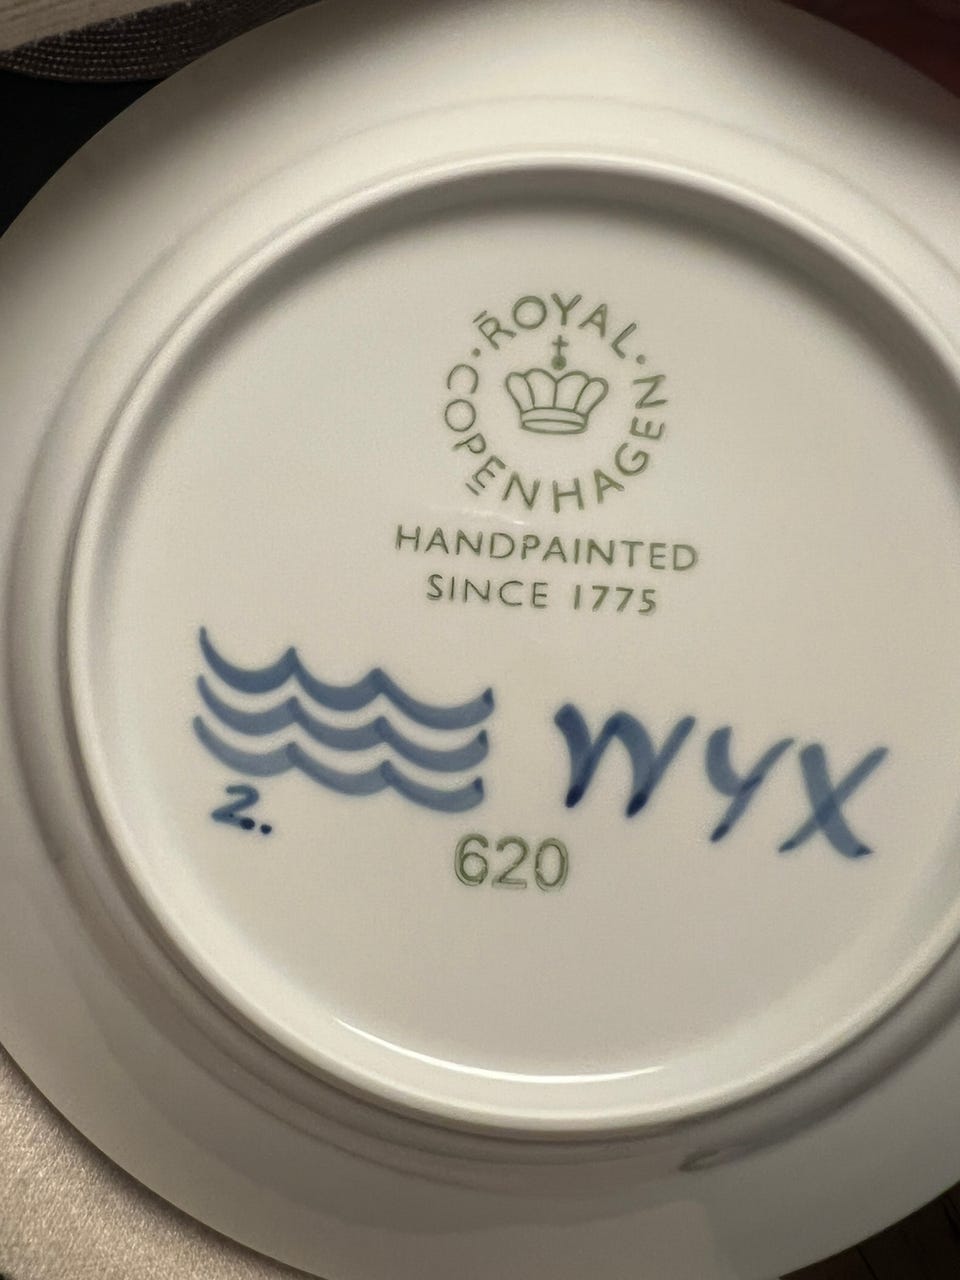 ROYAL
COPENHAGEN
HANDPAINTED
SINCE 1775
WYX
2.
620